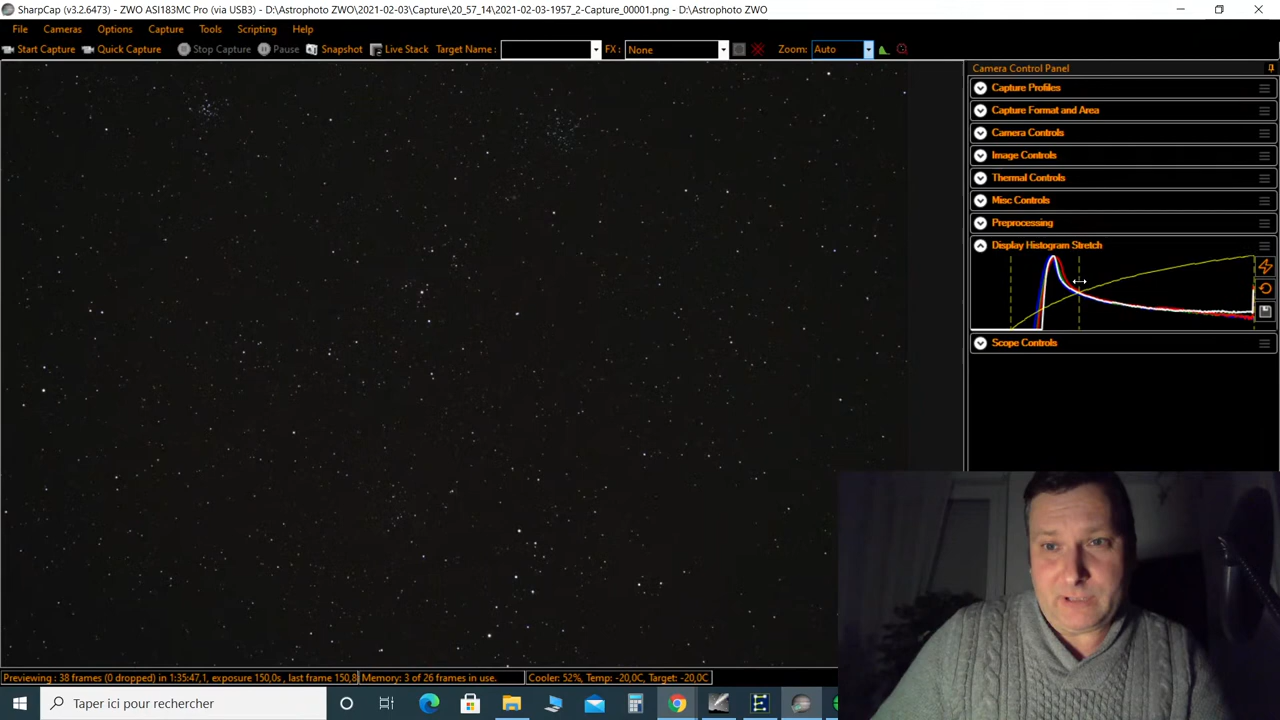 SharpCap (v3.2.6473) - ZWO ASI183MC Pro (via USB3) - D:\Astrophoto ZWO\2021-02-03\Capture\20_57_14\2021-02-03-1957_2-Capture_00001.png - D:\Astrophoto ZWO
File Cameras Options Capture Tools Scripting Help
Start Capture Quick Capture Stop Capture Pause Snapshot Live Stack Target Name : FX : None Zoom: Auto
Camera Control Panel
Capture Profiles
Capture Format and Area
Camera Controls
Image Controls
Thermal Controls
Misc Controls
Preprocessing
Display Histogram Stretch
Scope Controls
Previewing : 38 frames (0 dropped) in 1:35:47,1, exposure 150,0s , last frame 150,8 Memory: 3 of 26 frames in use. Cooler: 52%, Temp: -20,0C, Target: -20,0C
Taper ici pour rechercher